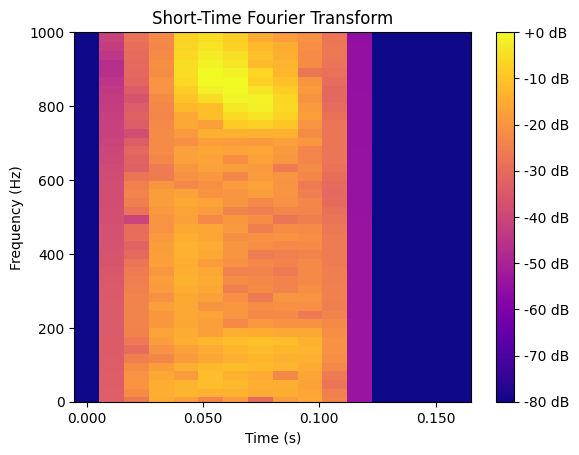 Short-Time Fourier Transform
1000
800
600
400
200
0
Frequency (Hz)
0.000
0.050
0.100
0.150
Time (s)
+0 dB
-10 dB
-20 dB
-30 dB
-40 dB
-50 dB
-60 dB
-70 dB
-80 dB